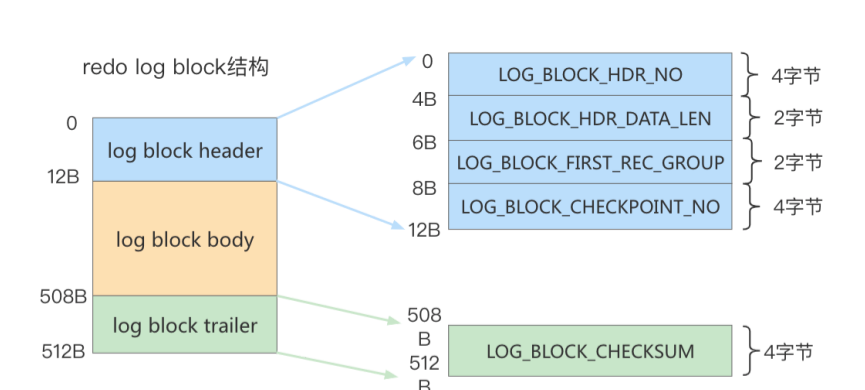 redo log block结构
0
log block header
12B
log block body
508B
log block trailer
512B
0
LOG_BLOCK_HDR_NO
4字节
4B
LOG_BLOCK_HDR_DATA_LEN
2字节
6B
LOG_BLOCK_FIRST_REC_GROUP
2字节
8B
LOG_BLOCK_CHECKPOINT_NO
4字节
12B
508
B
LOG_BLOCK_CHECKSUM
4字节
512
B